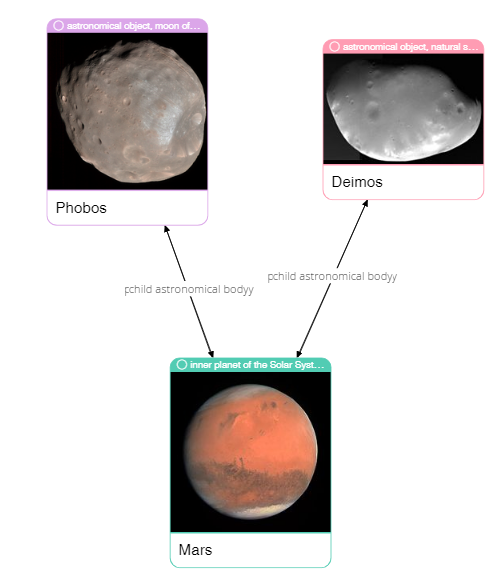 astronomical object, moon of...
astronomical object, natural s...
Phobos
Deimos
pchild astronomical bodyy
pchild astronomical bodyy
inner planet of the Solar Syst...
Mars